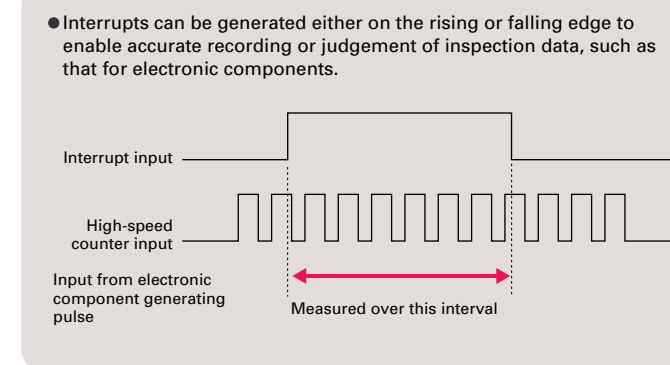 ●Interrupts can be generated either on the rising or falling edge to
enable accurate recording or judgement of inspection data, such as
that for electronic components.
Interrupt input
High-speed
counter input
Input from electronic
component generating
pulse
Measured over this interval